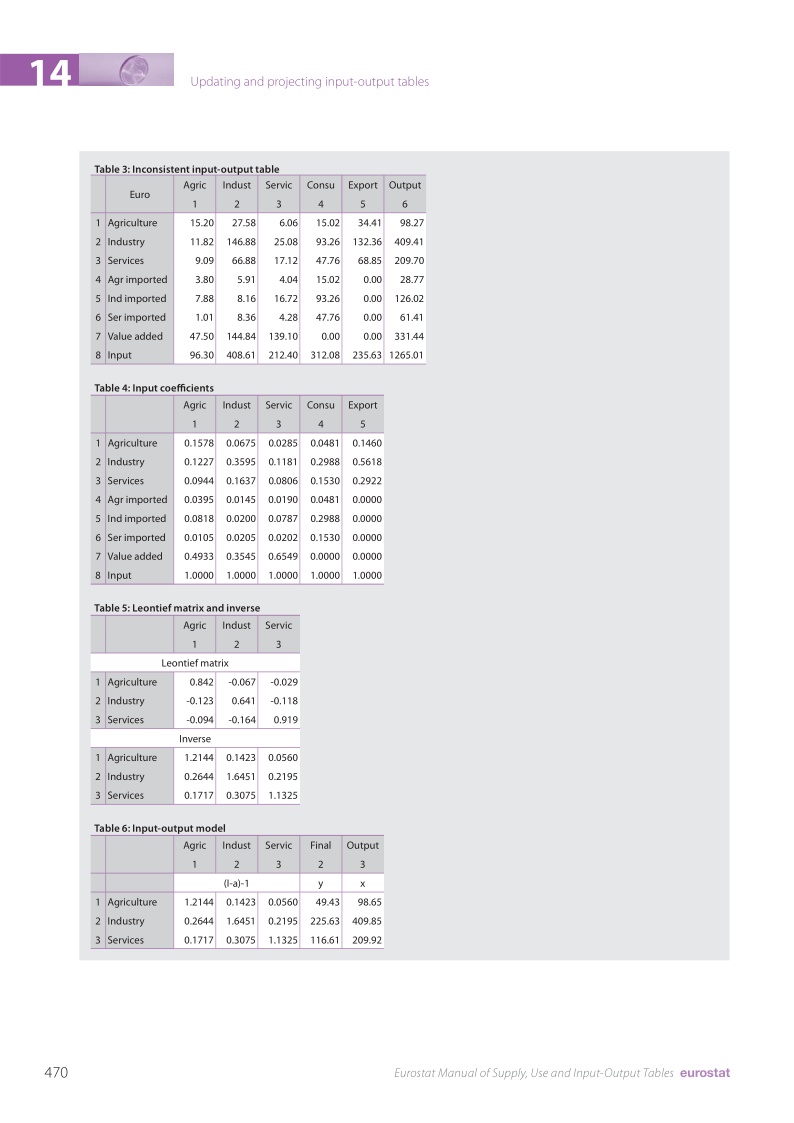 14
Updating and projecting input-output tables
Table 3: Inconsistent input-output table
Euro Agric Indust Servic Consu Export Output
1 2 3 4 5 6
1 Agriculture 15.20 27.58 6.06 15.02 34.41 98.27
2 Industry 11.82 146.88 25.08 93.26 132.36 409.41
3 Services 9.09 66.88 17.12 47.76 68.85 209.70
4 Agr imported 3.80 5.91 4.04 15.02 0.00 28.77
5 Ind imported 7.88 8.16 16.72 93.26 0.00 126.02
6 Ser imported 1.01 8.36 4.28 47.76 0.00 61.41
7 Value added 47.50 144.84 139.10 0.00 0.00 331.44
8 Input 96.30 408.61 212.40 312.08 235.63 1265.01
Table 4: Input coefficients
Agric Indust Servic Consu Export
1 2 3 4 5
1 Agriculture 0.1578 0.0675 0.0285 0.0481 0.1460
2 Industry 0.1227 0.3595 0.1181 0.2988 0.5618
3 Services 0.0944 0.1637 0.0806 0.1530 0.2922
4 Agr imported 0.0395 0.0145 0.0190 0.0481 0.0000
5 Ind imported 0.0818 0.0200 0.0787 0.2988 0.0000
6 Ser imported 0.0105 0.0205 0.0202 0.1530 0.0000
7 Value added 0.4933 0.3545 0.6549 0.0000 0.0000
8 Input 1.0000 1.0000 1.0000 1.0000 1.0000
Table 5: Leontief matrix and inverse
Agric Indust Servic
1 2 3
Leontief matrix
1 Agriculture 0.842 -0.067 -0.029
2 Industry -0.123 0.641 -0.118
3 Services -0.094 -0.164 0.919
Inverse
1 Agriculture 1.2144 0.1423 0.0560
2 Industry 0.2644 1.6451 0.2195
3 Services 0.1717 0.3075 1.1325
Table 6: Input-output model
Agric Indust Servic Final Output
1 2 3 2 3
(I-a)-1 y x
1 Agriculture 1.2144 0.1423 0.0560 49.43 98.65
2 Industry 0.2644 1.6451 0.2195 225.63 409.85
3 Services 0.1717 0.3075 1.1325 116.61 209.92
470
Eurostat Manual of Supply, Use and Input-Output Tables eurostat